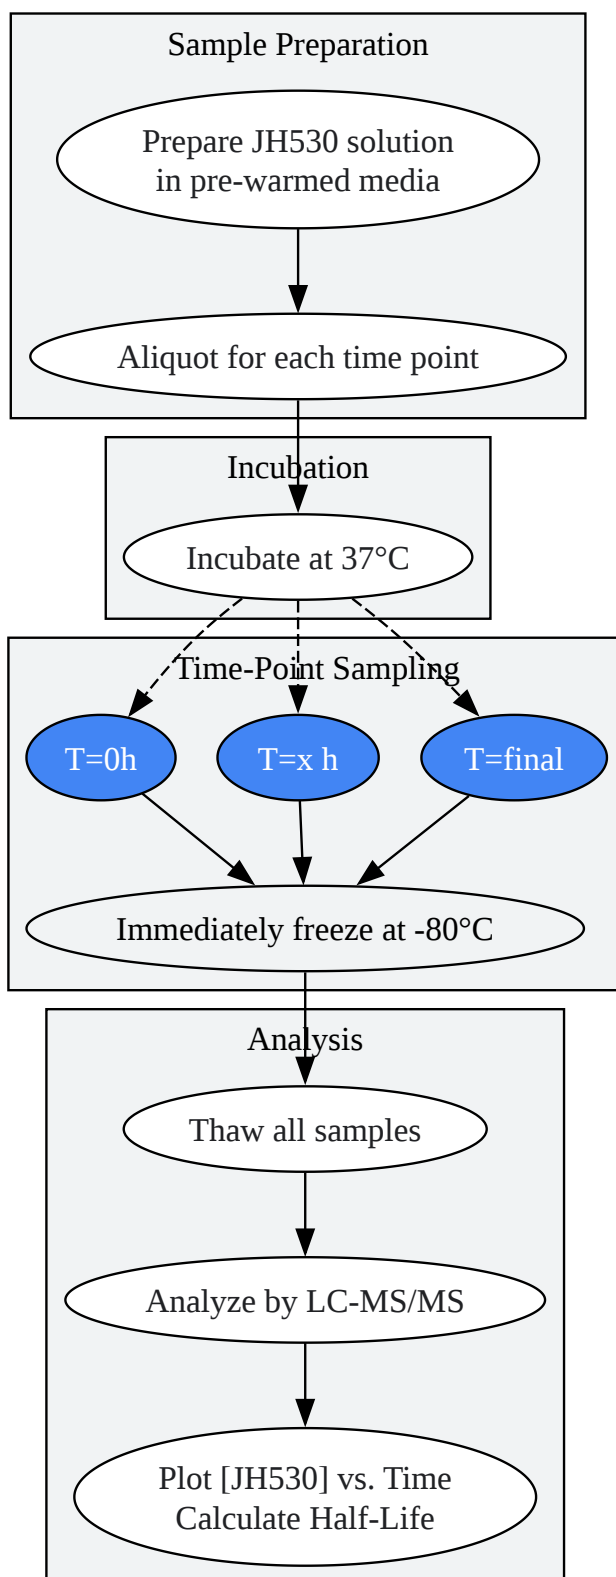 Sample Preparation
Prepare JH530 solution
in pre-warmed media
Aliquot for each time point
Incubation
Incubate at 37°C
Time-Point Sampling
T=0h
T=x h
T=final
Immediately freeze at -80°C
Analysis
Thaw all samples
Analyze by LC-MS/MS
Plot [JH530] vs. Time
Calculate Half-Life